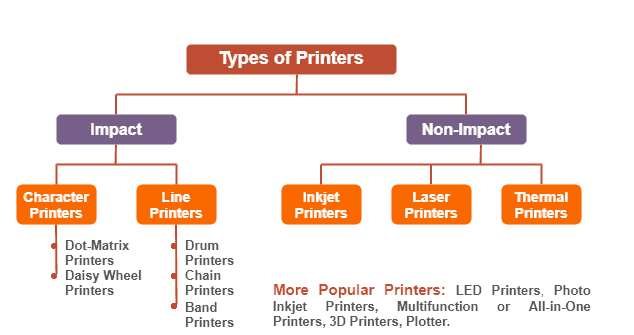 Types of Printers
Impact
Non-Impact
Character
Printers
Line
Printers
Inkjet
Printers
Laser
Printers
Thermal
Printers
Dot-Matrix
Printers
Daisy Wheel
Printers
Drum
Printers
Chain
Printers
Band
Printers
More Popular Printers: LED Printers, Photo
Inkjet Printers, Multifunction or All-in-One
Printers, 3D Printers, Plotter.